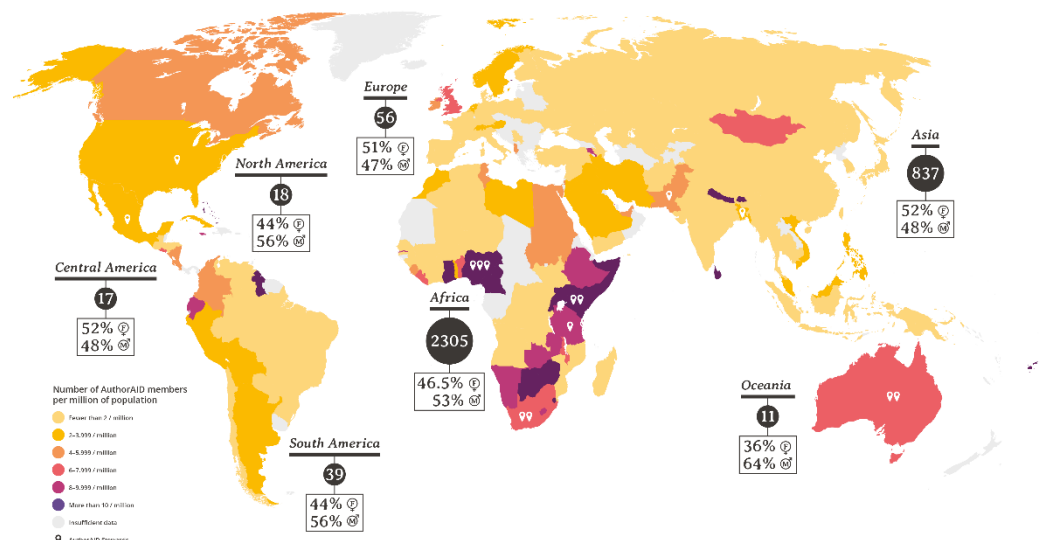 Europe
56
51% F
47% M
Asia
837
52% F
48% M
North America
18
44% F
56% M
Central America
17
52% F
48% M
Africa
2305
46.5% F
53% M
Oceania
11
36% F
64% M
South America
39
44% F
56% M
Number of AuthorAID members
per million of population
Fewer than 2 / million
2–3.999 / million
4–5.999 / million
6–7.999 / million
8–9.999 / million
More than 10 / million
Insufficient data
AuthorAID